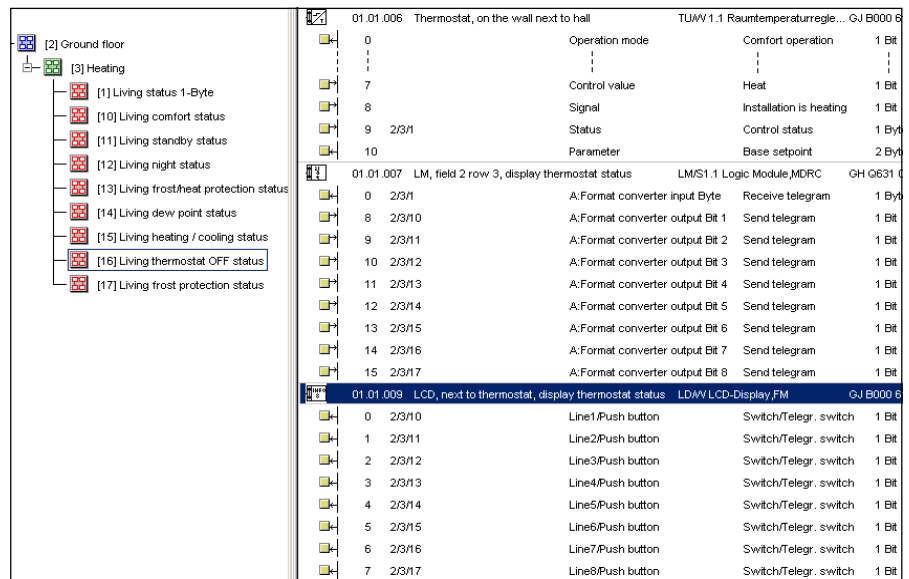 [2] Ground floor
[3] Heating
[1] Living status 1-Byte
[10] Living comfort status
[11] Living standby status
[12] Living night status
[13] Living frost/heat protection status
[14] Living dew point status
[15] Living heating / cooling status
[16] Living thermostat OFF status
[17] Living frost protection status
01.01.006 Thermostat, on the wall next to hall TUA/V 1.1 Raumtemperaturregle... GJ B000 6
0 Operation mode Comfort operation 1 Bit
7 Control value Heat 1 Bit
8 Signal Installation is heating 1 Bit
9 2/3/1 Status Control status 1 Byt
10 Parameter Base setpoint 2 Byt
01.01.007 LM, field 2 row 3, display thermostat status LM/S1.1 Logic Module,MDRC GH Q631 0
0 2/3/1 A:Format converter input Byte Receive telegram 1 Byt
8 2/3/10 A:Format converter output Bit 1 Send telegram 1 Bit
9 2/3/11 A:Format converter output Bit 2 Send telegram 1 Bit
10 2/3/12 A:Format converter output Bit 3 Send telegram 1 Bit
11 2/3/13 A:Format converter output Bit 4 Send telegram 1 Bit
12 2/3/14 A:Format converter output Bit 5 Send telegram 1 Bit
13 2/3/15 A:Format converter output Bit 6 Send telegram 1 Bit
14 2/3/16 A:Format converter output Bit 7 Send telegram 1 Bit
15 2/3/17 A:Format converter output Bit 8 Send telegram 1 Bit
01.01.009 LCD, next to thermostat, display thermostat status LDA/V LCD-Display,FM GJ B000 6
0 2/3/10 Line1/Push button Switch/Telegr. switch 1 Bit
1 2/3/11 Line2/Push button Switch/Telegr. switch 1 Bit
2 2/3/12 Line3/Push button Switch/Telegr. switch 1 Bit
3 2/3/13 Line4/Push button Switch/Telegr. switch 1 Bit
4 2/3/14 Line5/Push button Switch/Telegr. switch 1 Bit
5 2/3/15 Line6/Push button Switch/Telegr. switch 1 Bit
6 2/3/16 Line7/Push button Switch/Telegr. switch 1 Bit
7 2/3/17 Line8/Push button Switch/Telegr. switch 1 Bit